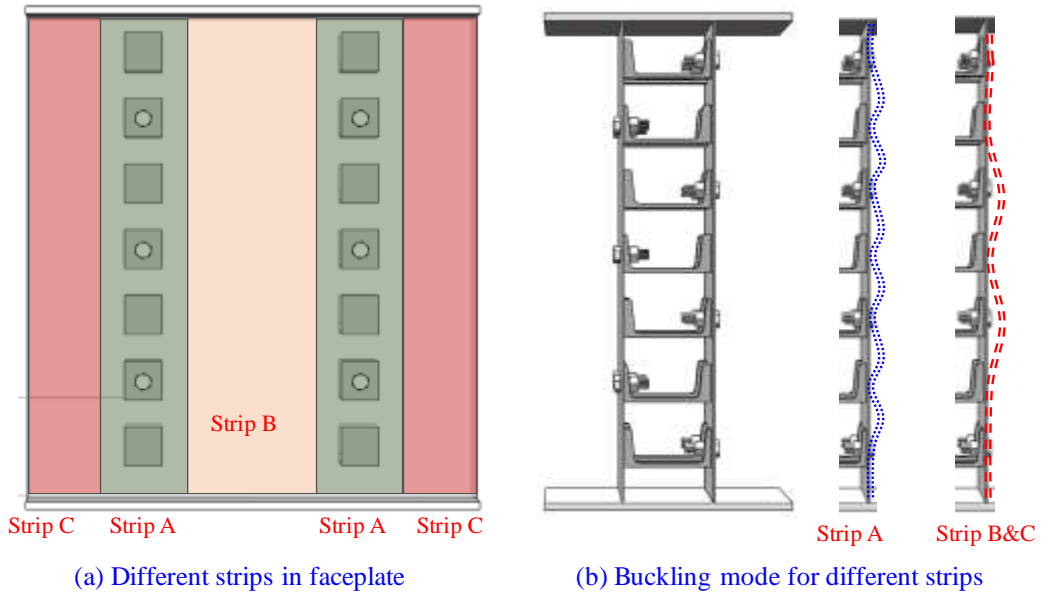 Strip B
Strip C
Strip A
Strip A
Strip C
Strip A
Strip B&C
(a) Different strips in faceplate
(b) Buckling mode for different strips